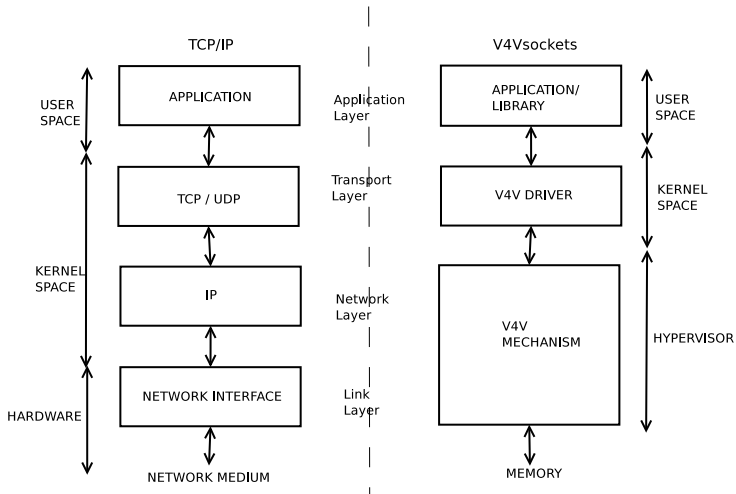 TCP/IP
V4Vsockets
APPLICATION
APPLICATION/
LIBRARY
USER
SPACE
Application
Layer
USER
SPACE
TCP / UDP
Transport
Layer
V4V DRIVER
KERNEL
SPACE
KERNEL
SPACE
IP
Network
Layer
V4V
MECHANISM
HYPERVISOR
NETWORK INTERFACE
Link
Layer
HARDWARE
NETWORK MEDIUM
MEMORY